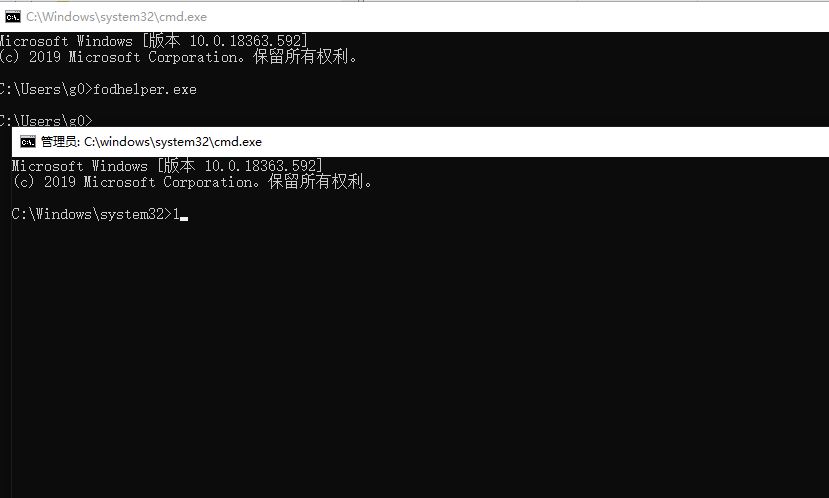 C:\Windows\system32\cmd.exe
Microsoft Windows [版本 10.0.18363.592]
(c) 2019 Microsoft Corporation。保留所有权利。
C:\Users\g0>fodhelper.exe
C:\Users\g0>
管理员: C:\windows\system32\cmd.exe
Microsoft Windows [版本 10.0.18363.592]
(c) 2019 Microsoft Corporation。保留所有权利。
C:\Windows\system32>1